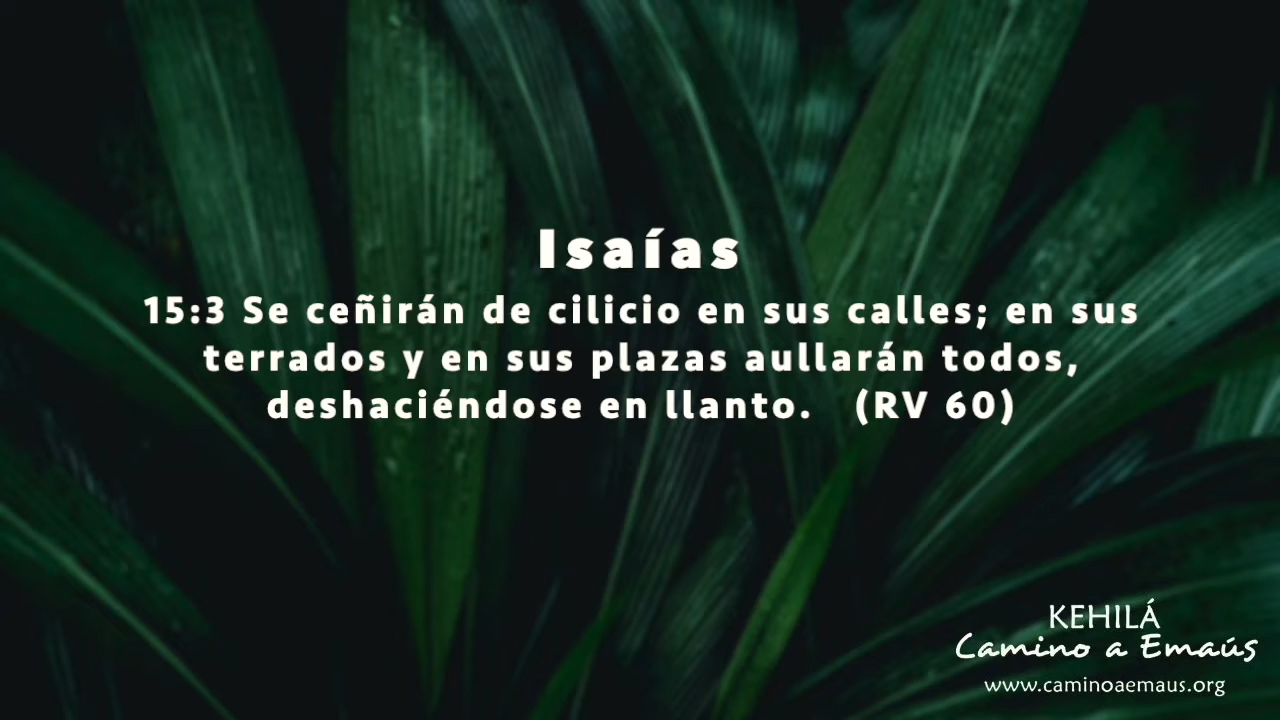 Isaías
15:3 Se ceñirán de cilicio en sus calles; en sus
terrados y en sus plazas aullarán todos,
deshaciéndose en llanto. (RV 60)
KEHILÁ
Camino a Emaús
www.caminoaemaus.org